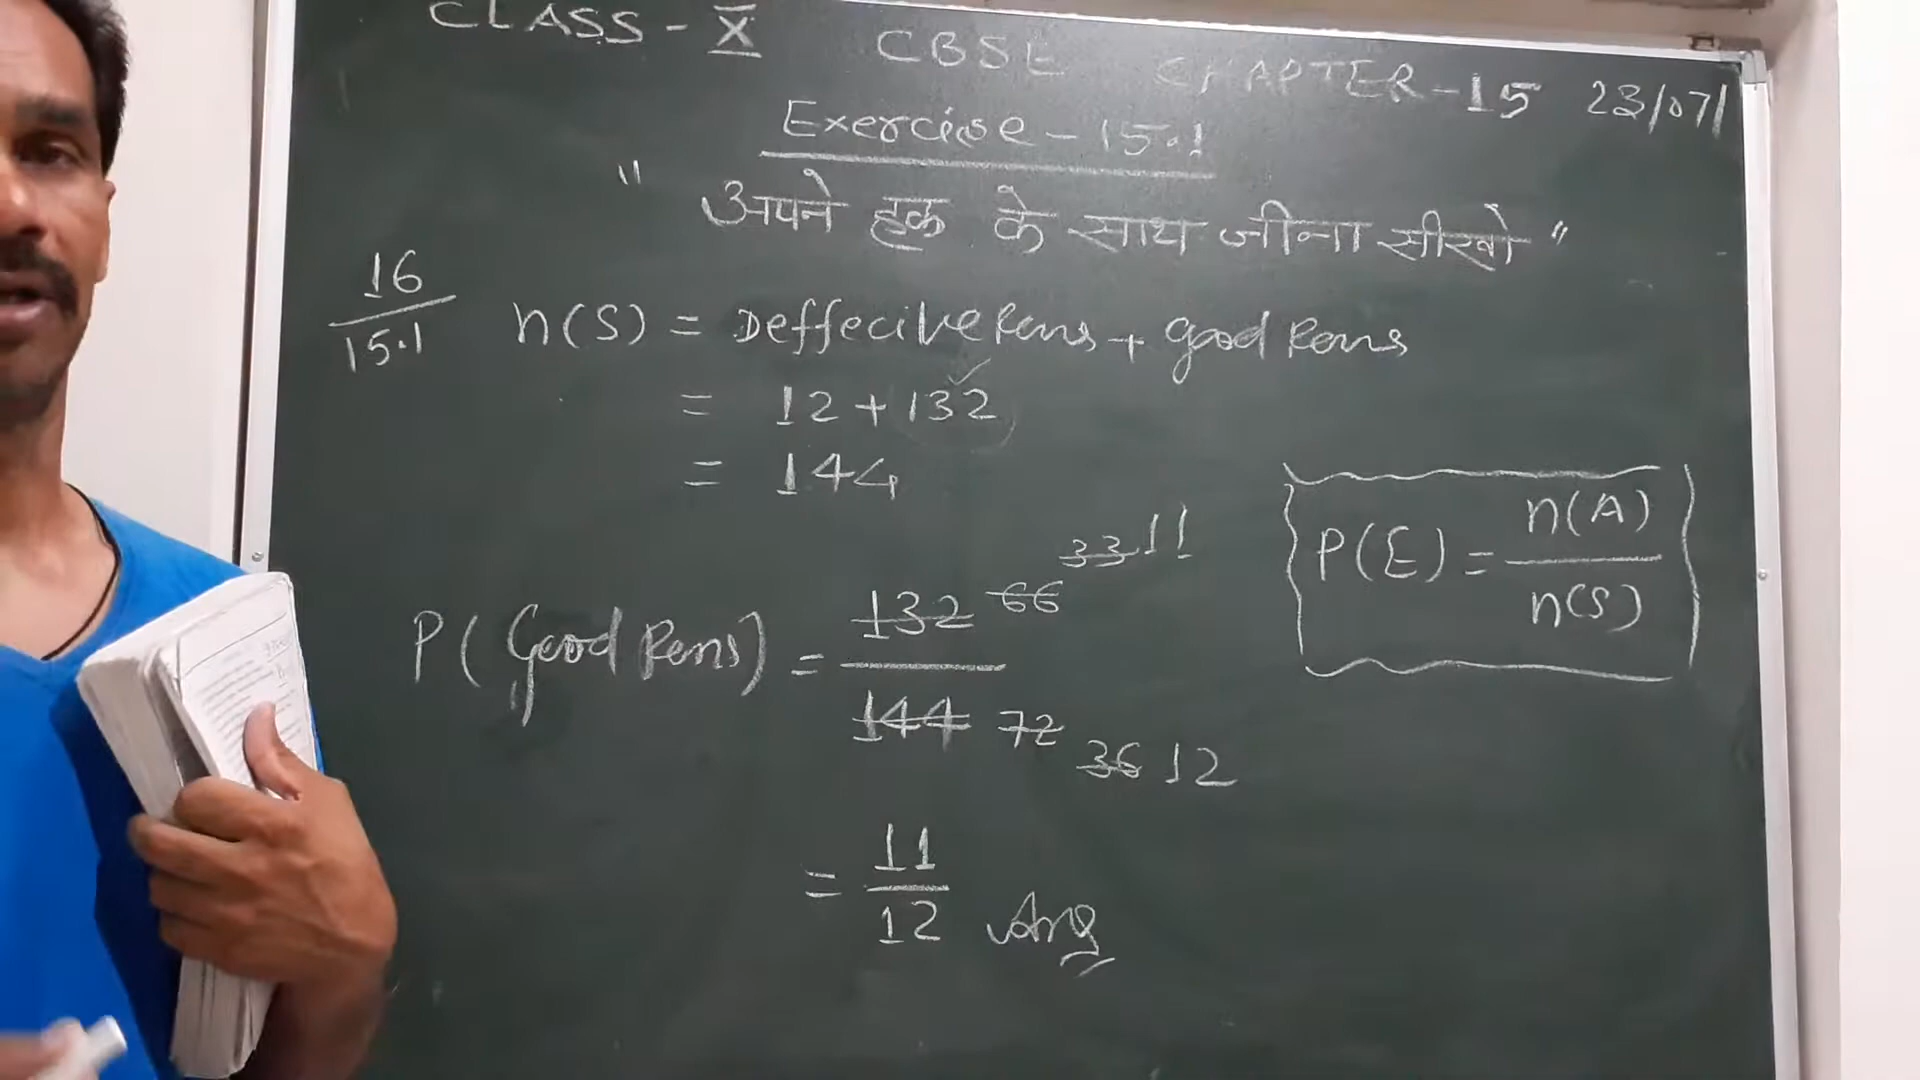 CLASS - X CBSE CHAPTER-15 23/07/
Exercise - 15.1
" अपने हक के साथ जीना सीखो "
16/15.1 n(S) = Deffecive Pens + Good Pens
= 12 + 132
= 144
P(E) = n(A)/n(S)
P(Good Pens) = 132/144
66 33 11
72 36 12
= 11/12 Ans